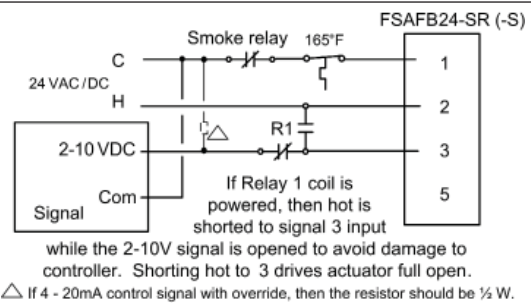 FSAFB24-SR (-S)
Smoke relay 165°F
C 1
24 VAC/DC
H 2
R1
2-10 VDC 3
If Relay 1 coil is
Com powered, then hot is 5
Signal shorted to signal 3 input
while the 2-10V signal is opened to avoid damage to
controller. Shorting hot to 3 drives actuator full open.
△ If 4 - 20mA control signal with override, then the resistor should be ½ W.